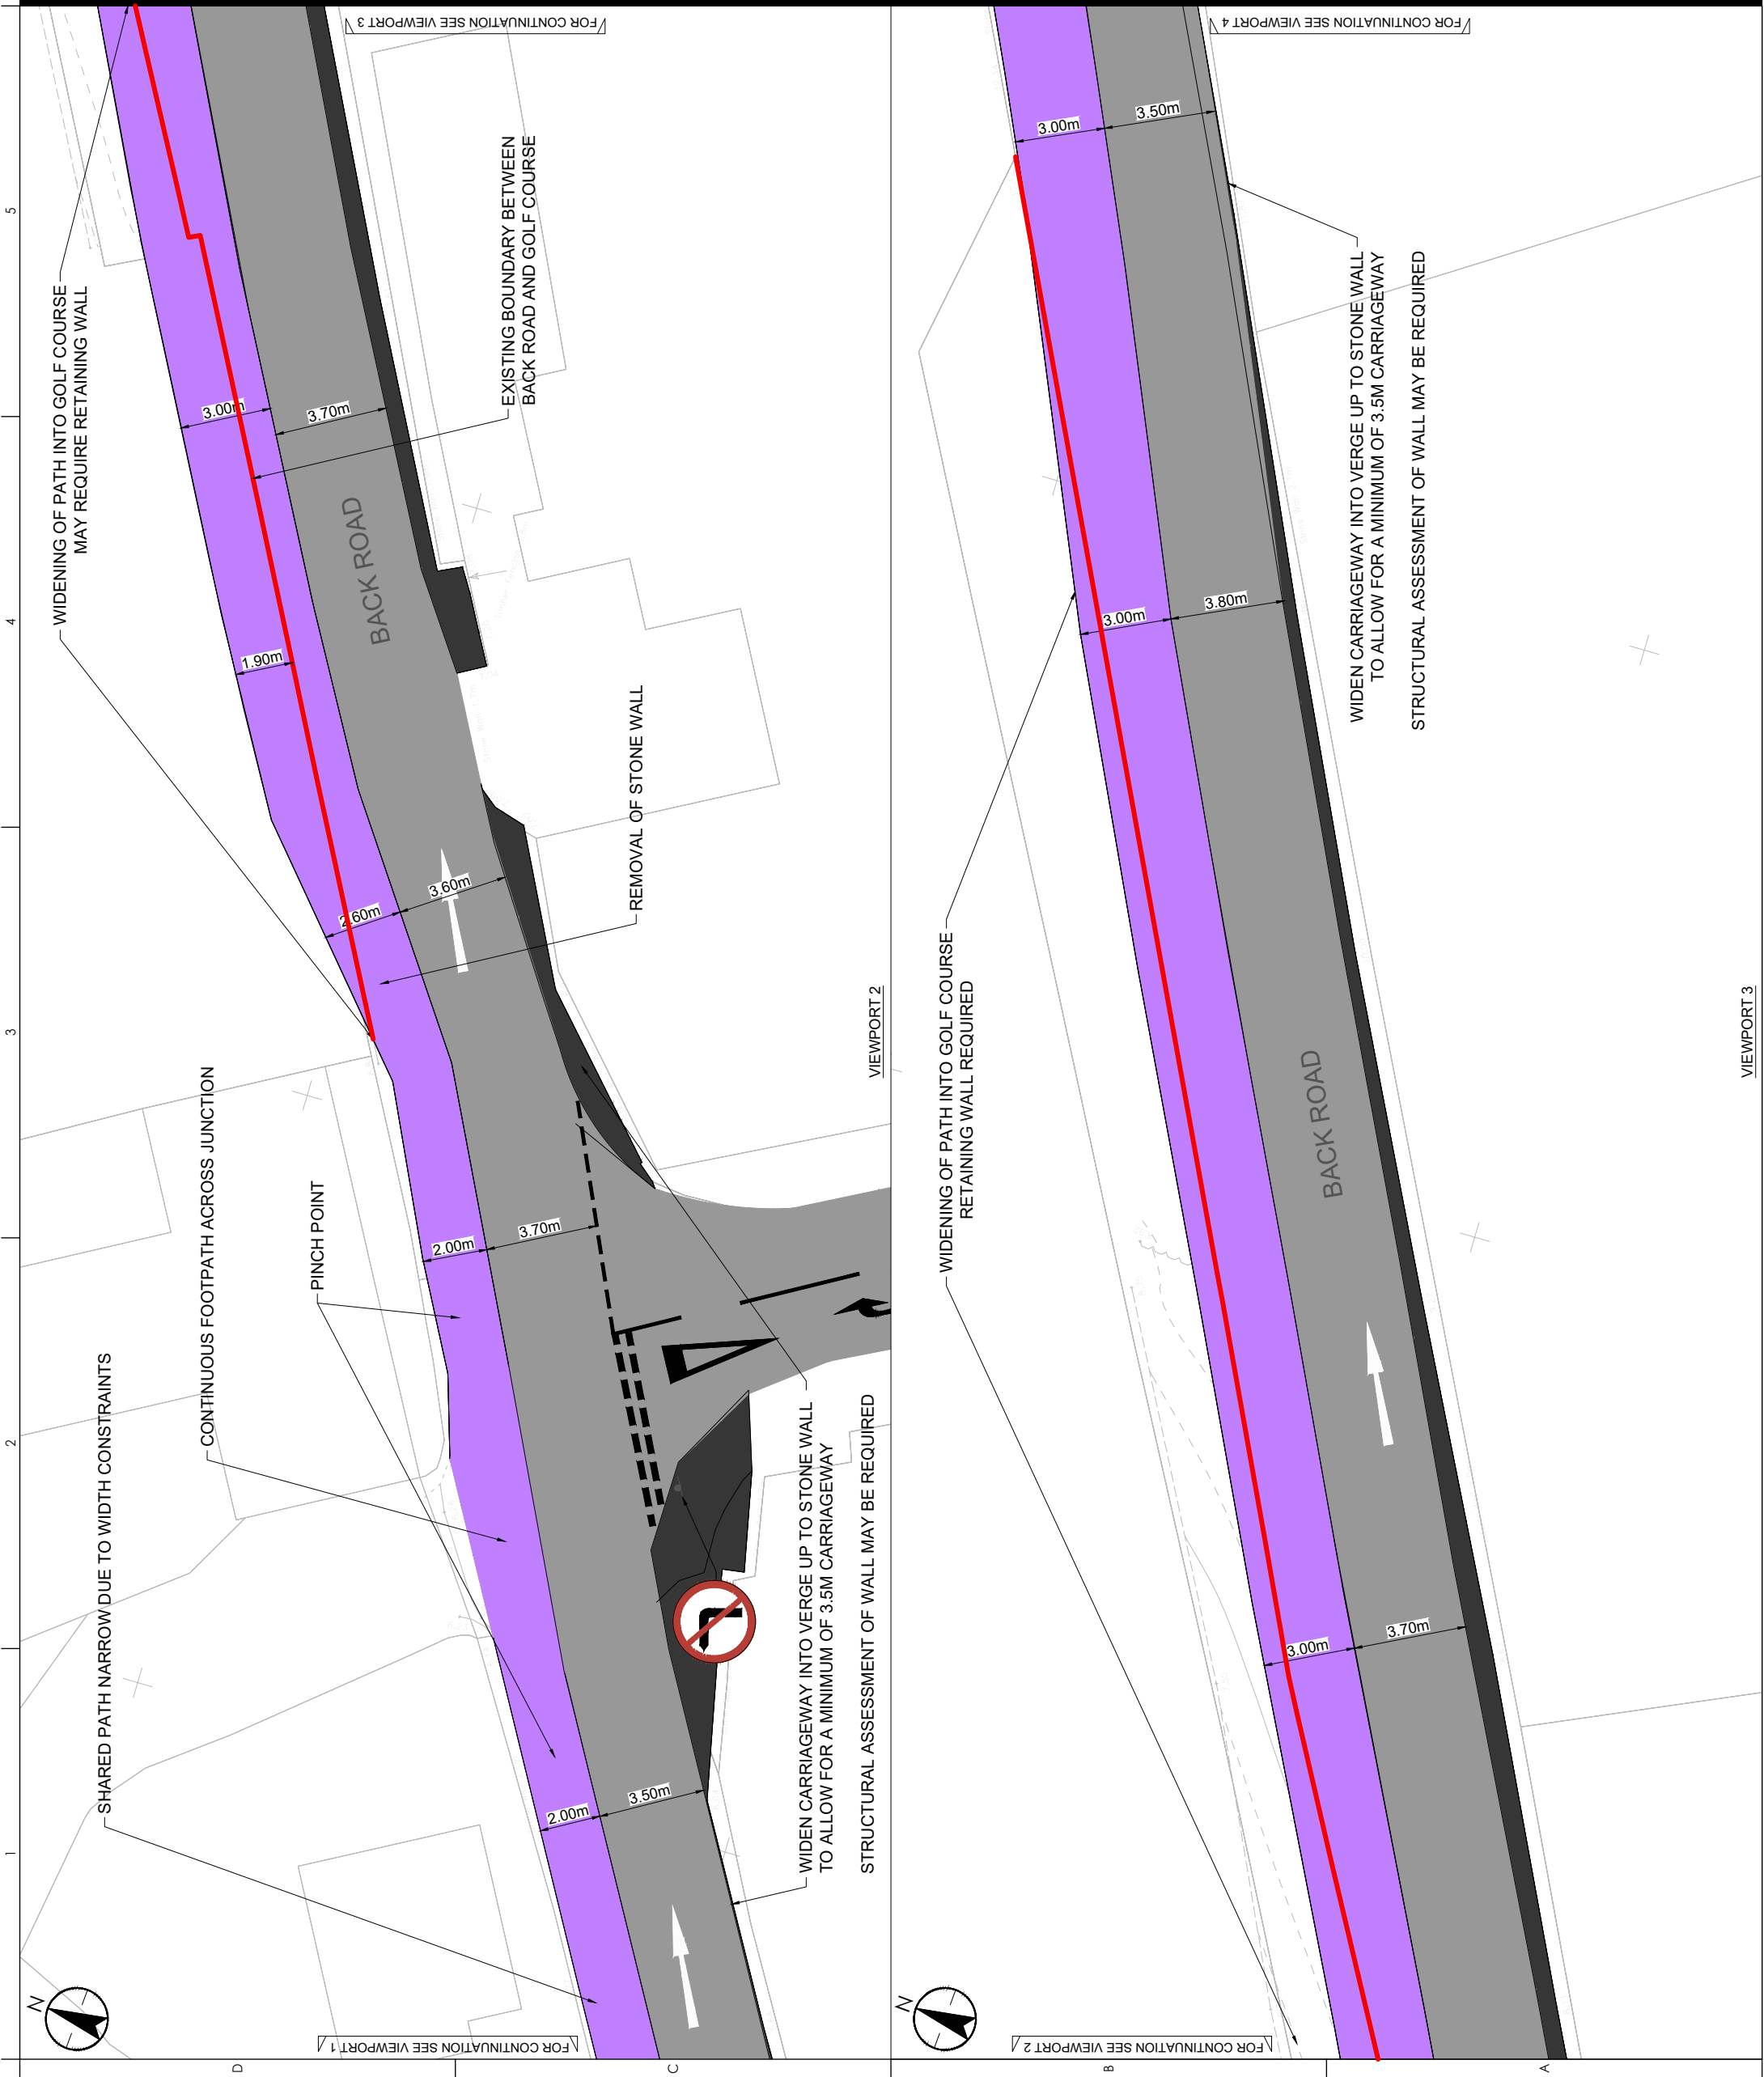 FOR CONTINUATION SEE VIEWPORT 3
WIDENING OF PATH INTO GOLF COURSE
MAY REQUIRE RETAINING WALL
EXISTING BOUNDARY BETWEEN
BACK ROAD AND GOLF COURSE
3.00m
3.70m
BACK ROAD
1.90m
REMOVAL OF STONE WALL
3.60m
2.60m
CONTINUOUS FOOTPATH ACROSS JUNCTION
PINCH POINT
2.00m
3.70m
SHARED PATH NARROW DUE TO WIDTH CONSTRAINTS
WIDEN CARRIAGEWAY INTO VERGE UP TO STONE WALL
TO ALLOW FOR A MINIMUM OF 3.5M CARRIAGEWAY
STRUCTURAL ASSESSMENT OF WALL MAY BE REQUIRED
2.00m
3.50m
N
FOR CONTINUATION SEE VIEWPORT 1
VIEWPORT 2
FOR CONTINUATION SEE VIEWPORT 4
3.00m
3.50m
WIDEN CARRIAGEWAY INTO VERGE UP TO STONE WALL
TO ALLOW FOR A MINIMUM OF 3.5M CARRIAGEWAY
STRUCTURAL ASSESSMENT OF WALL MAY BE REQUIRED
3.00m
3.80m
WIDENING OF PATH INTO GOLF COURSE
RETAINING WALL REQUIRED
BACK ROAD
3.00m
3.70m
N
FOR CONTINUATION SEE VIEWPORT 2
VIEWPORT 3
5
4
3
2
1
D
C
B
A